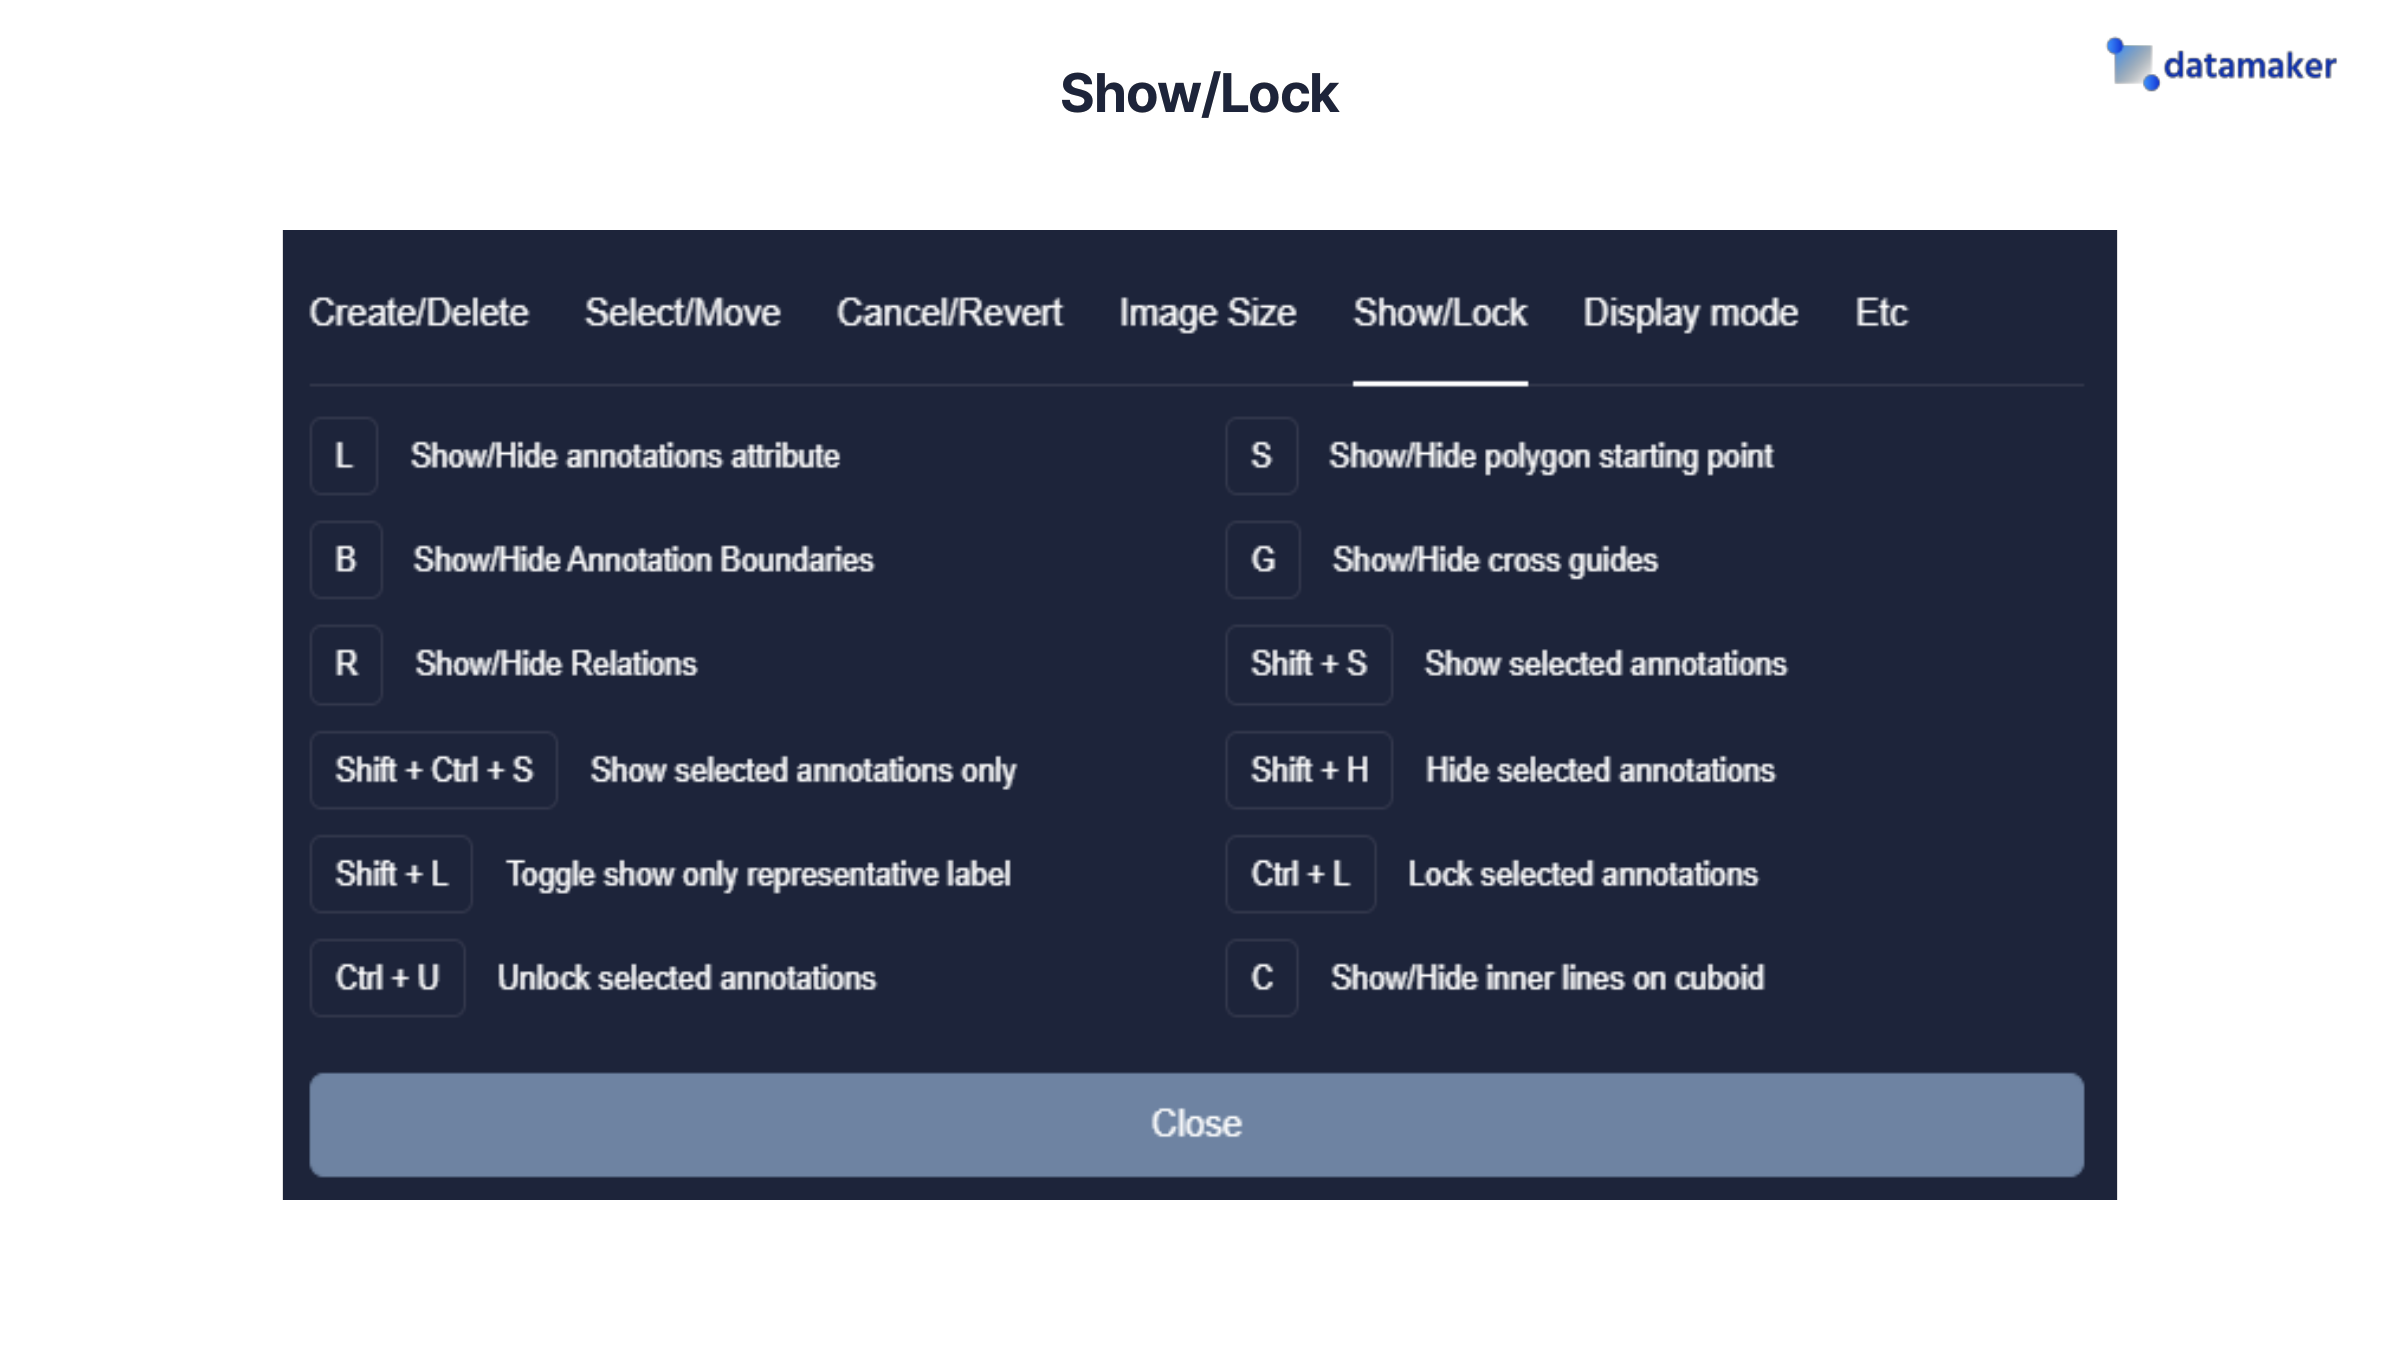 Show/Lock
datamaker
Create/Delete Select/Move Cancel/Revert Image Size Show/Lock Display mode Etc
L Show/Hide annotations attribute
S Show/Hide polygon starting point
B Show/Hide Annotation Boundaries
G Show/Hide cross guides
R Show/Hide Relations
Shift + S Show selected annotations
Shift + Ctrl + S Show selected annotations only
Shift + H Hide selected annotations
Shift + L Toggle show only representative label
Ctrl + L Lock selected annotations
Ctrl + U Unlock selected annotations
C Show/Hide inner lines on cuboid
Close